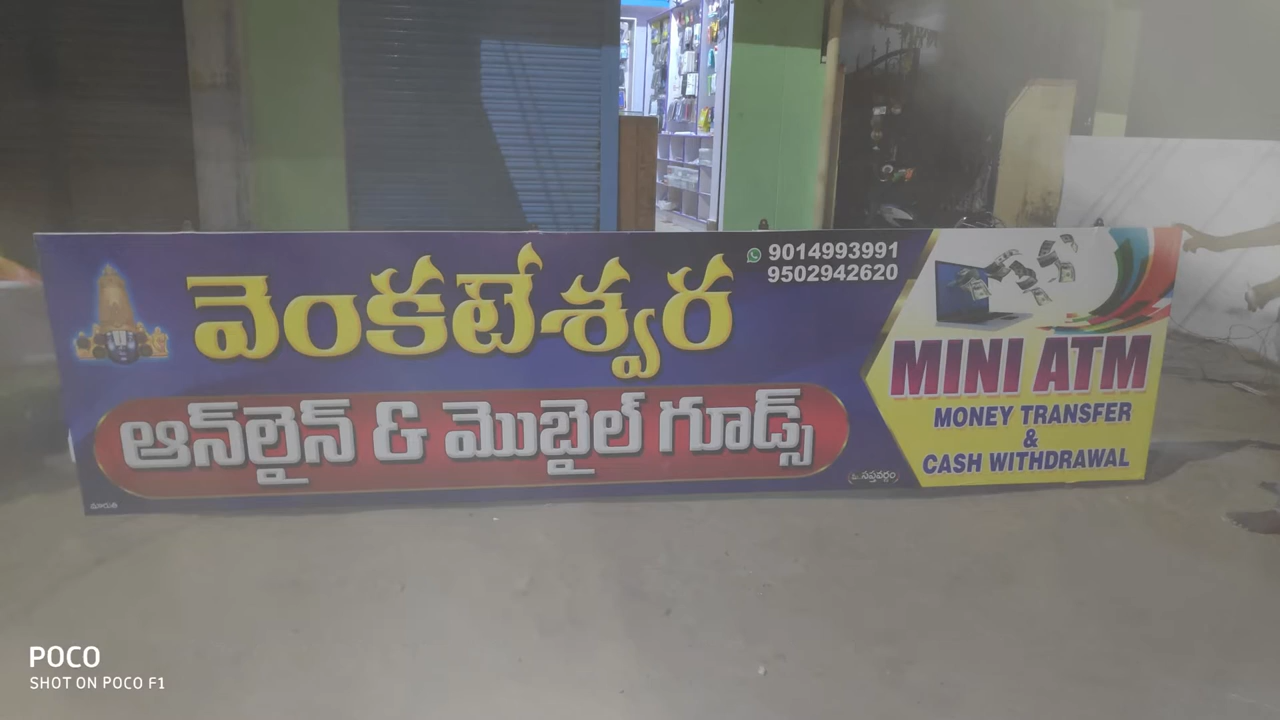 వెంకటేశ్వర
ఆన్‌లైన్ & మొబైల్ గూడ్స్
9014993991
9502942620
MINI ATM
MONEY TRANSFER
&
CASH WITHDRAWAL
మారుతి
POCO
SHOT ON POCO F1